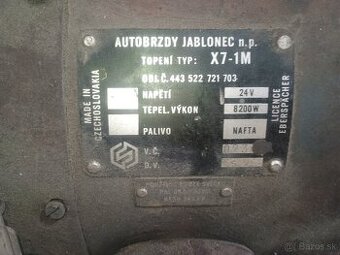 AUTOBRZDY JABLONEC n.p.
TOPENÍ TYP: X7-1M
OBJ.Č. 443 522 721 703
NAPĚTÍ 24V
TEPEL. VÝKON 8200W
PALIVO NAFTA
V.Č.
D.V.
MADE IN
CZECHOSLOVAKIA
LICENCE
EBERSPÄCHER
bazos.sk